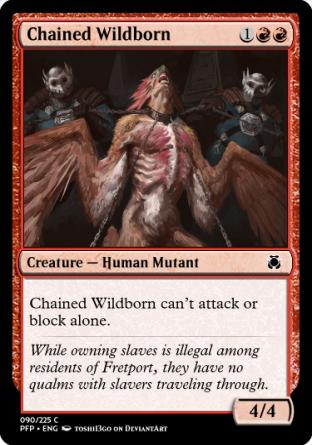 Chained Wildborn 1
Creature — Human Mutant
Chained Wildborn can't attack or
block alone.
While owning slaves is illegal among
residents of Fretport, they have no
qualms with slavers traveling through.
4/4
090/225 C
PFP • ENG TOSHIE3GO ON DEVIANTART